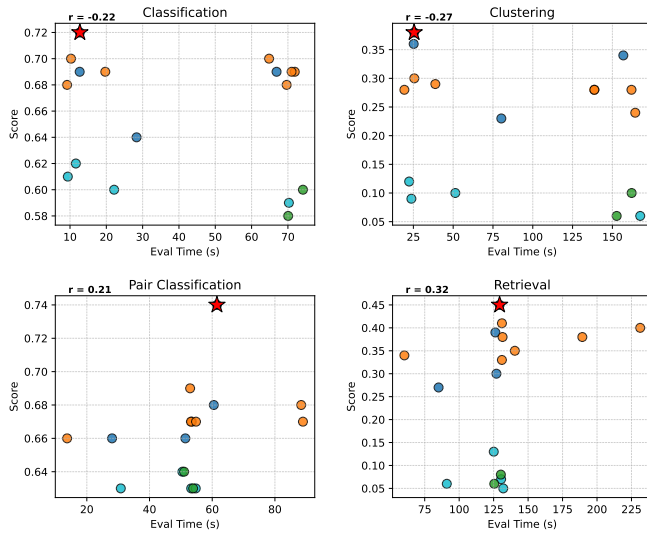 Classification
r = -0.22
0.72
0.70
0.68
0.66
0.64
0.62
0.60
0.58
Score
10 20 30 40 50 60 70
Eval Time (s)
Clustering
r = -0.27
0.35
0.30
0.25
0.20
0.15
0.10
0.05
Score
25 50 75 100 125 150
Eval Time (s)
Pair Classification
r = 0.21
0.74
0.72
0.70
0.68
0.66
0.64
Score
20 40 60 80
Eval Time (s)
Retrieval
r = 0.32
0.45
0.40
0.35
0.30
0.25
0.20
0.15
0.10
0.05
Score
75 100 125 150 175 200 225
Eval Time (s)